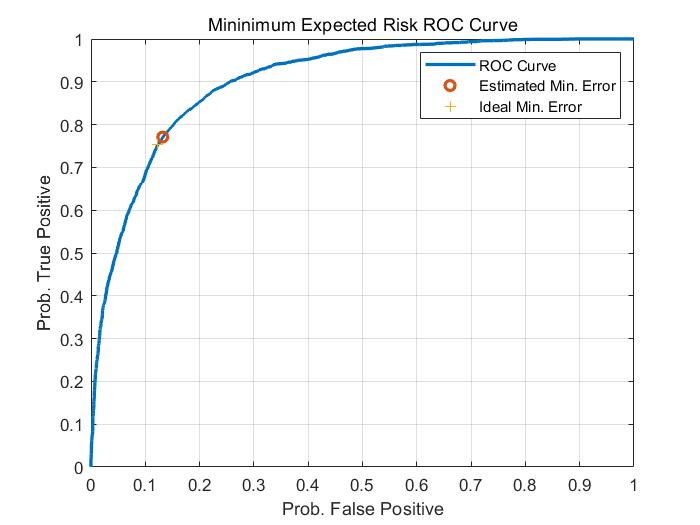 Mininimum Expected Risk ROC Curve
ROC Curve
Estimated Min. Error
Ideal Min. Error
Prob. True Positive
1
0.9
0.8
0.7
0.6
0.5
0.4
0.3
0.2
0.1
0
0 0.1 0.2 0.3 0.4 0.5 0.6 0.7 0.8 0.9 1
Prob. False Positive